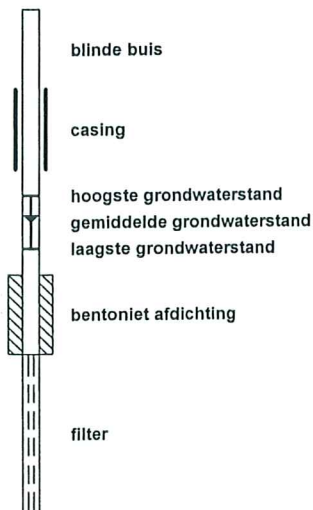 blinde buis
casing
hoogste grondwaterstand
gemiddelde grondwaterstand
laagste grondwaterstand
bentoniet afdichting
filter